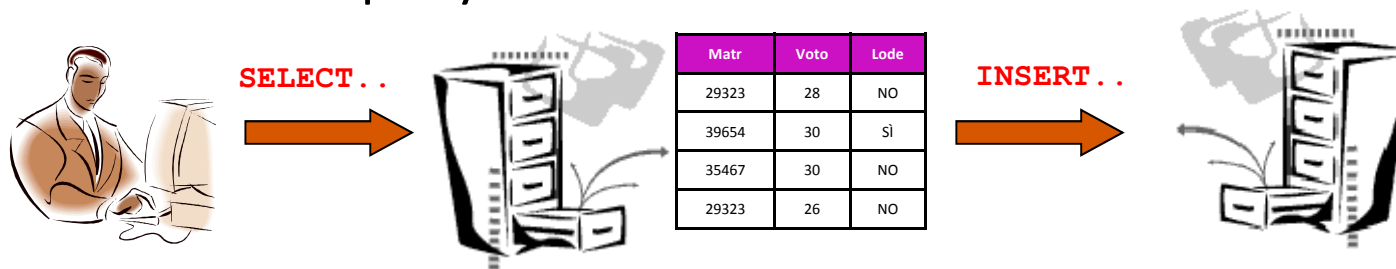 SELECT..
Matr Voto Lode
29323 28 NO
39654 30 SÌ
35467 30 NO
29323 26 NO
INSERT..